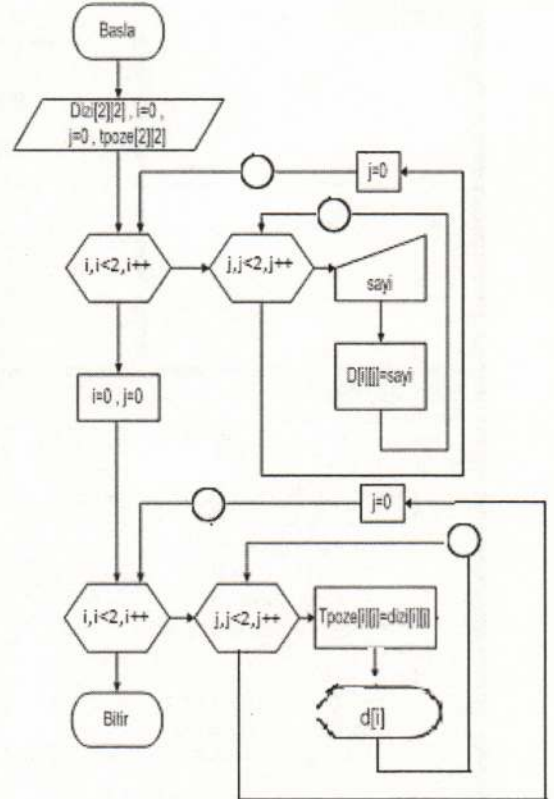 Basla
Dizi[2][2] , i=0 ,
j=0 , tpoze[2][2]
j=0
i,i<2,i++
j,j<2,j++
sayi
D[i][j]=sayi
i=0 , j=0
j=0
i,i<2,i++
j,j<2,j++
Tpoze[i][j]=dizi[i][j]
d[i]
Bitir